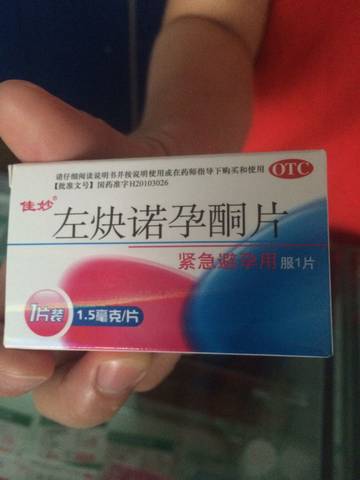 请仔细阅读说明书并按说明使用或在药师指导下购买和使用
【批准文号】国药准字H20103026
OTC
佳妙®
左炔诺孕酮片
紧急避孕用 服1片
1片装 1.5毫克/片